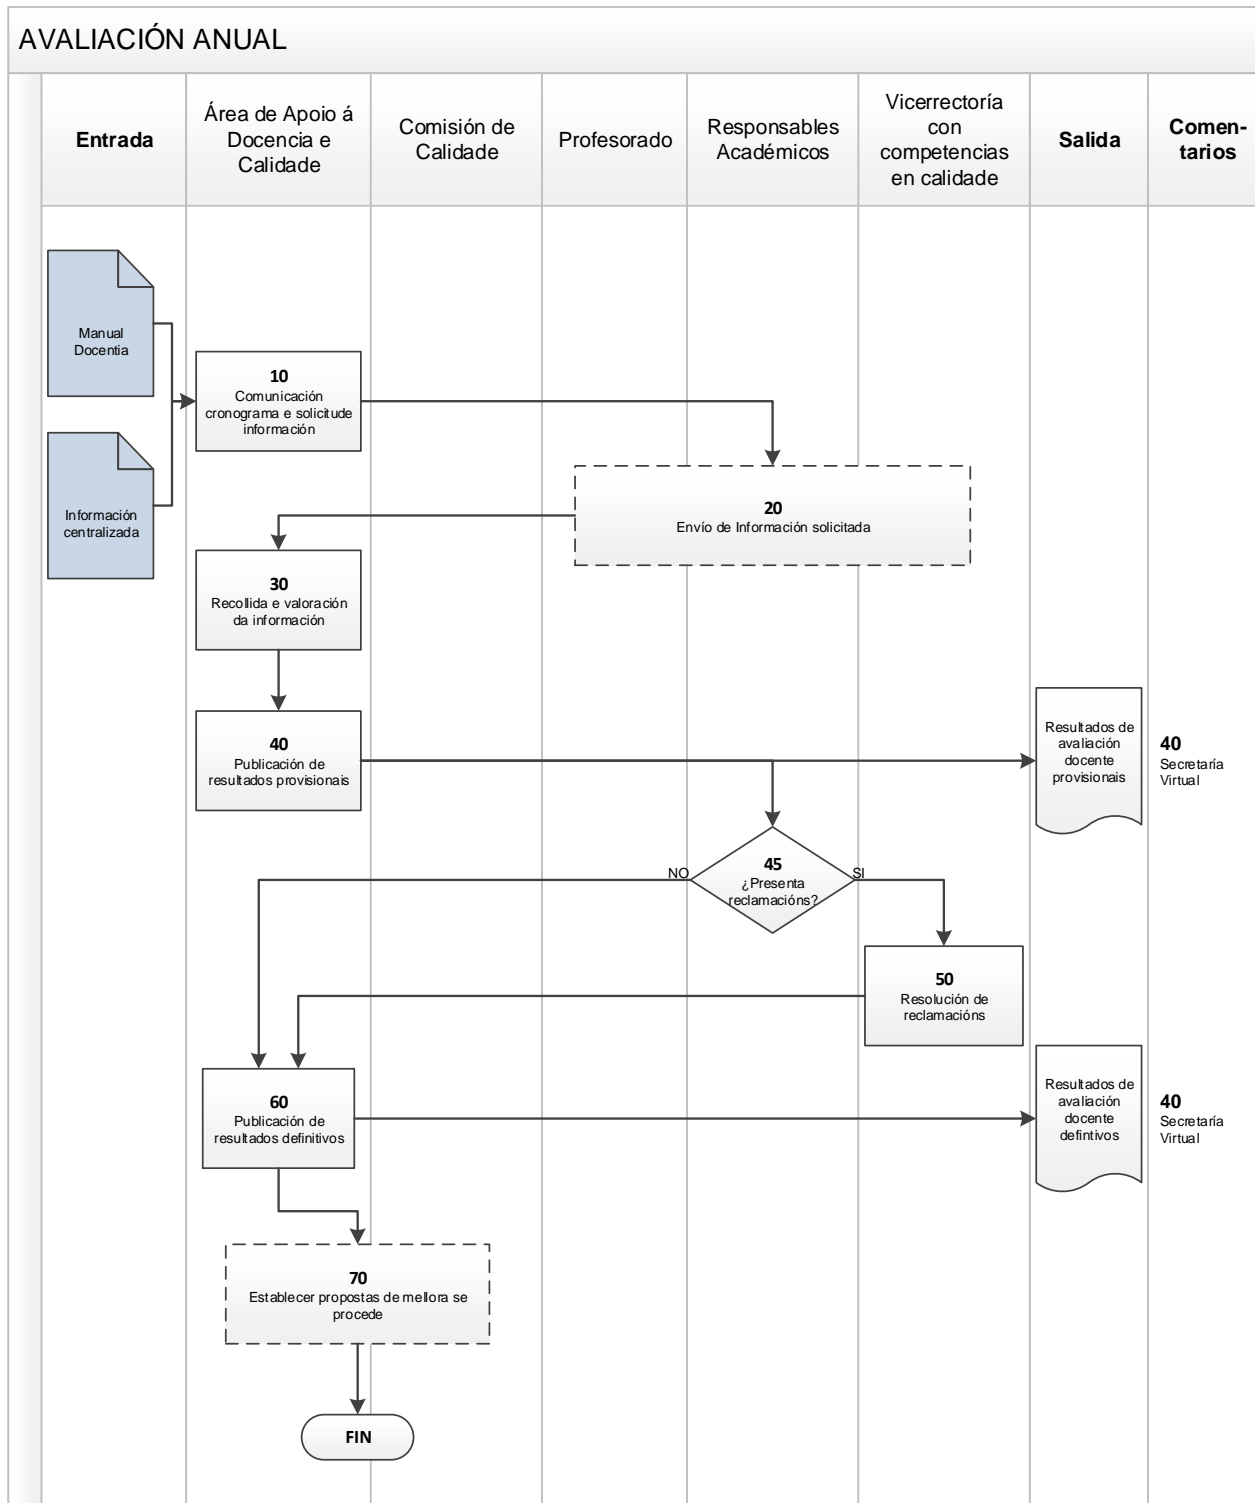 AVALIACIÓN ANUAL
Entrada
Área de Apoio á
Docencia e
Calidade
Comisión de
Calidade
Profesorado
Responsables
Académicos
Vicerrectoría
con
competencias
en calidade
Salida
Comen-
tarios
Manual
Docentia
10
Comunicación
cronograma e solicitude
información
Información
centralizada
20
Envío de Información solicitada
30
Recollida e valoración
da información
40
Publicación de
resultados provisionais
Resultados de
avaliación
docente
provisionais
40
Secretaría
Virtual
45
¿Presenta
reclamacións?
NO
SI
50
Resolución de
reclamacións
60
Publicación de
resultados definitivos
Resultados de
avaliación
docente
defintivos
40
Secretaría
Virtual
70
Establecer propostas de mellora se
procede
FIN